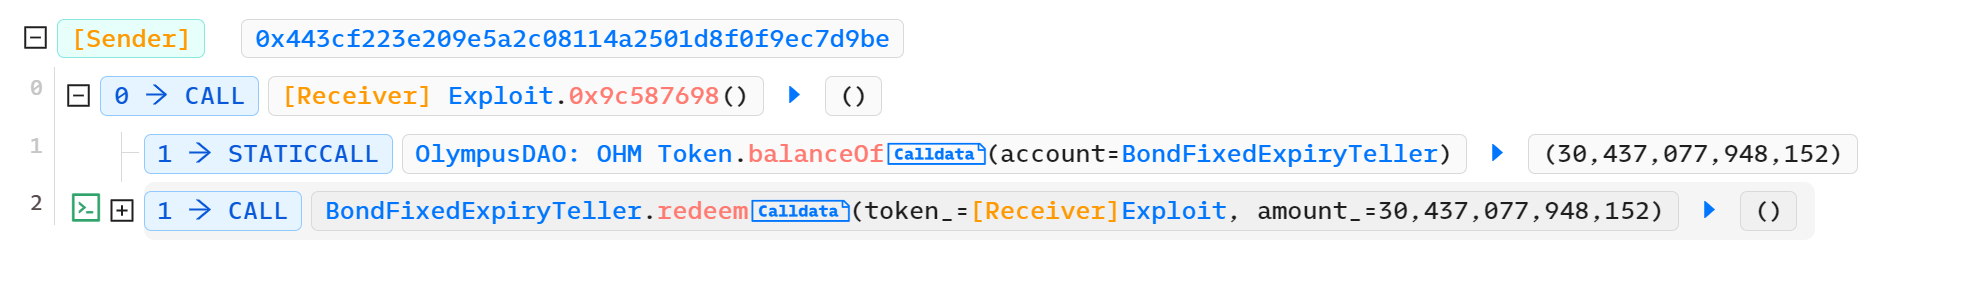 [Sender] 0x443cf223e209e5a2c08114a2501d8f0f9ec7d9be
0 0 → CALL [Receiver] Exploit.0x9c587698() ()
1 1 → STATICCALL OlympusDAO: OHM Token.balanceOf Calldata (account=BondFixedExpiryTeller) (30,437,077,948,152)
2 1 → CALL BondFixedExpiryTeller.redeem Calldata (token_=[Receiver]Exploit, amount_=30,437,077,948,152) ()